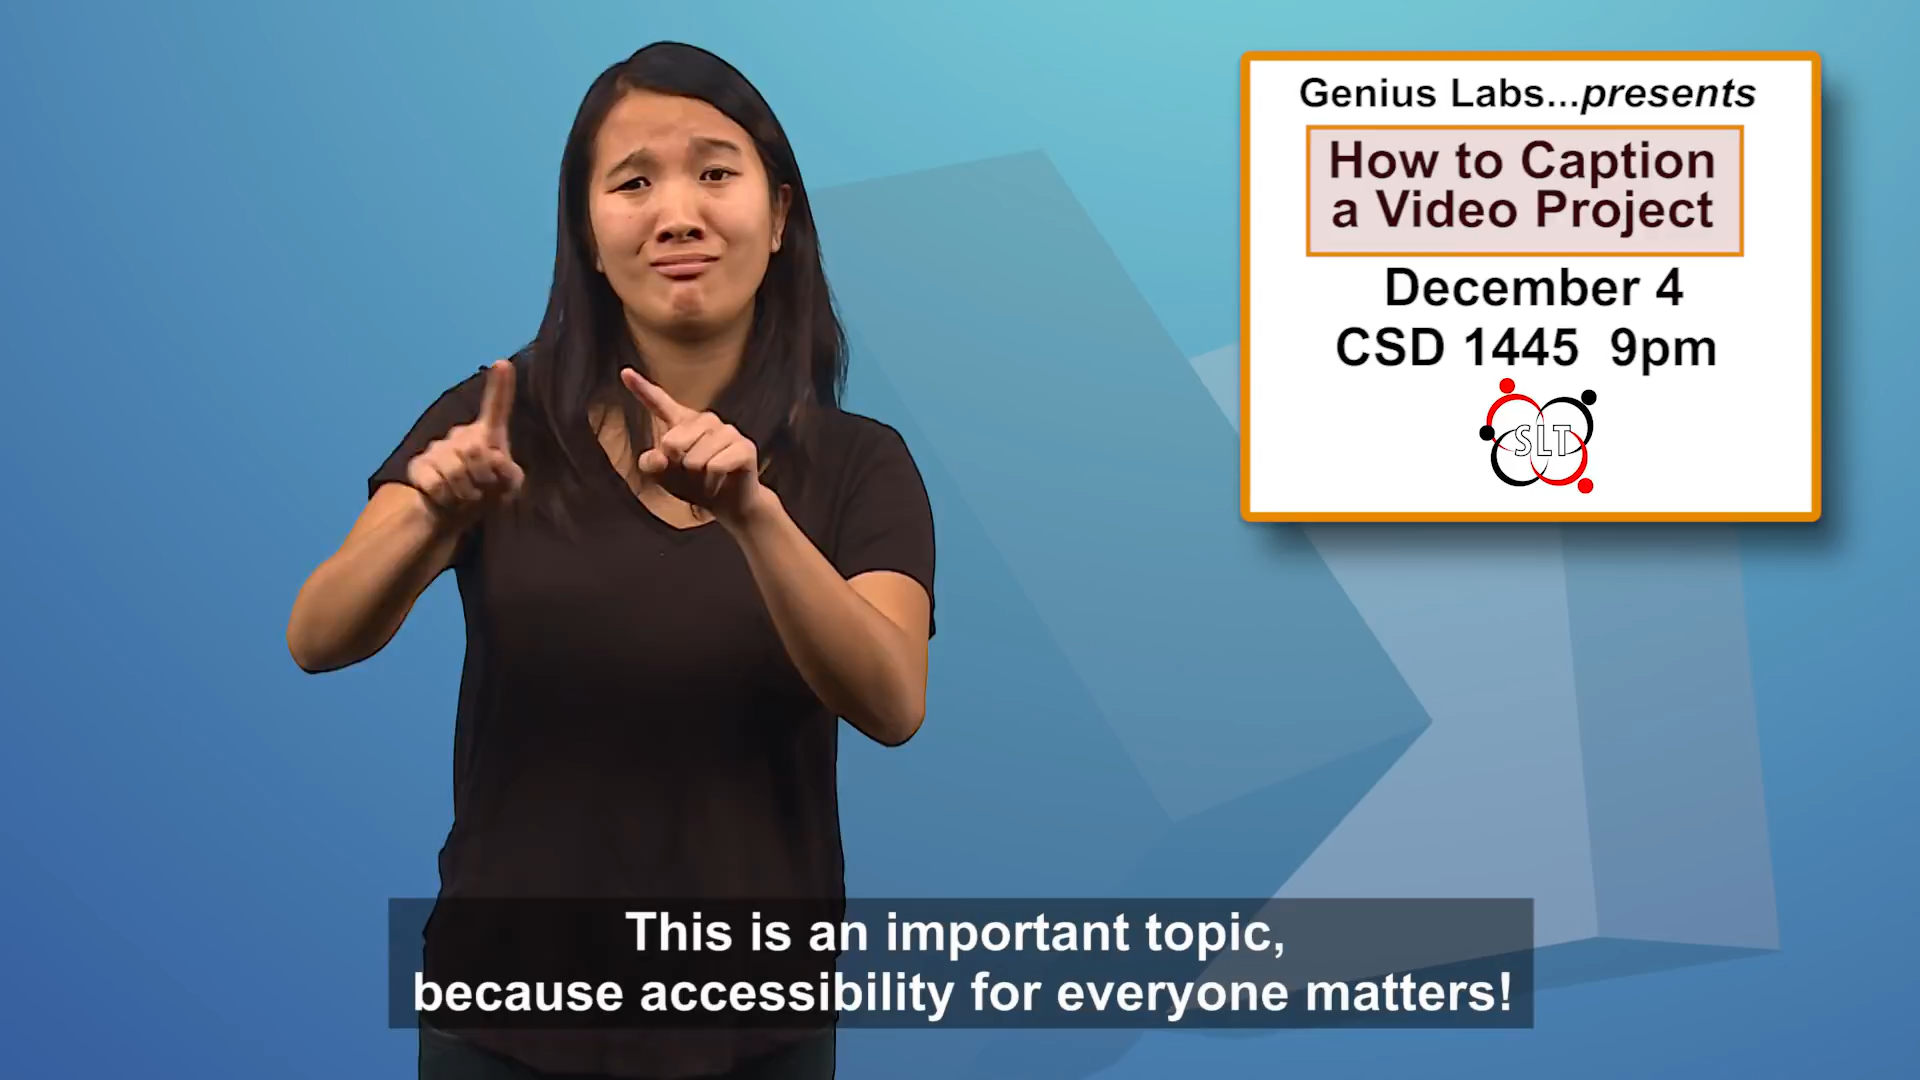 Genius Labs...presents
How to Caption
a Video Project
December 4
CSD 1445 9pm
SLT
This is an important topic,
because accessibility for everyone matters!